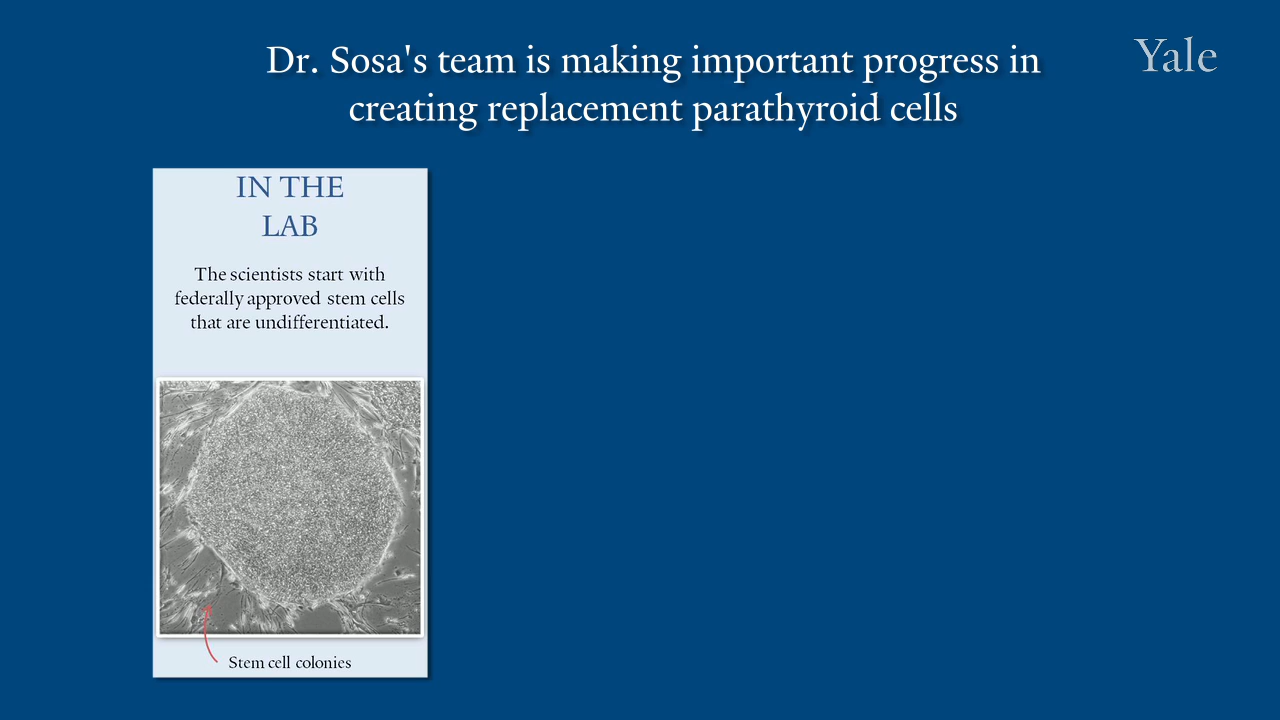 Dr. Sosa's team is making important progress in
creating replacement parathyroid cells
Yale
IN THE
LAB
The scientists start with
federally approved stem cells
that are undifferentiated.
Stem cell colonies